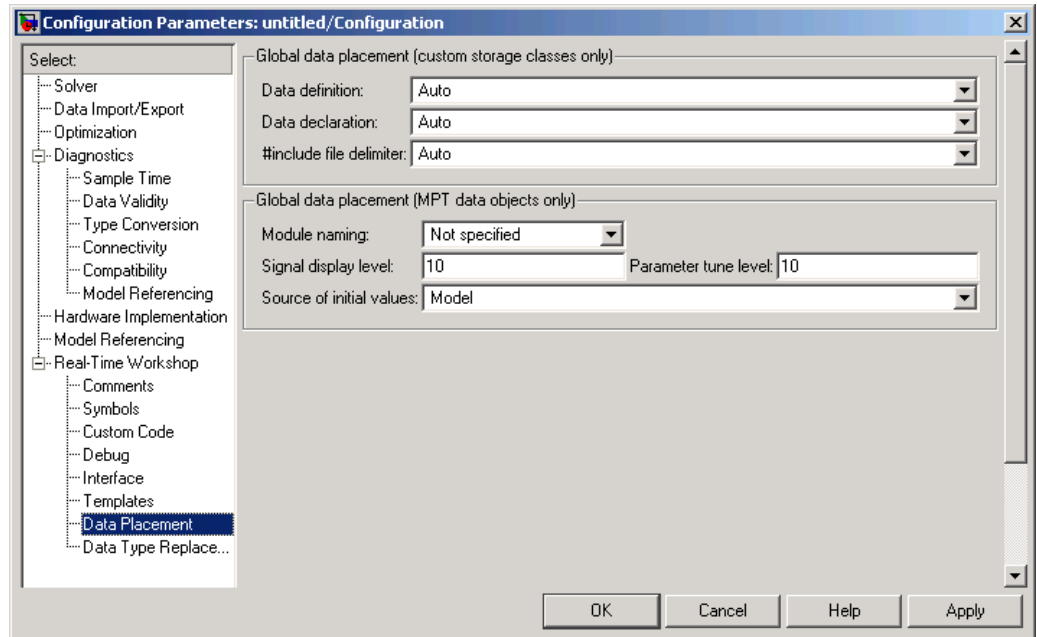 Configuration Parameters: untitled/Configuration
Select:
Solver
Data Import/Export
Optimization
Diagnostics
Sample Time
Data Validity
Type Conversion
Connectivity
Compatibility
Model Referencing
Hardware Implementation
Model Referencing
Real-Time Workshop
Comments
Symbols
Custom Code
Debug
Interface
Templates
Data Placement
Data Type Replace...
Global data placement (custom storage classes only)
Data definition: Auto
Data declaration: Auto
#include file delimiter: Auto
Global data placement (MPT data objects only)
Module naming: Not specified
Signal display level: 10 Parameter tune level: 10
Source of initial values: Model
OK Cancel Help Apply